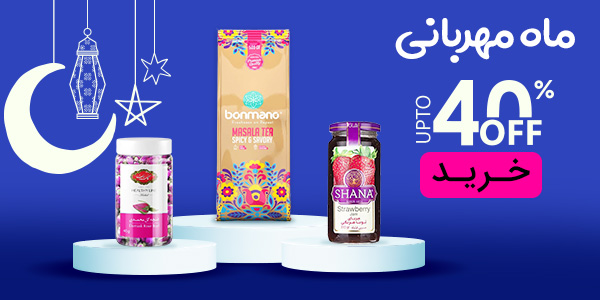 ماه مهربانی
UPTO
40%
OFF
خرید
bonmano
MASALA TEA
SPICY & SAVORY
SHANA
Strawberry